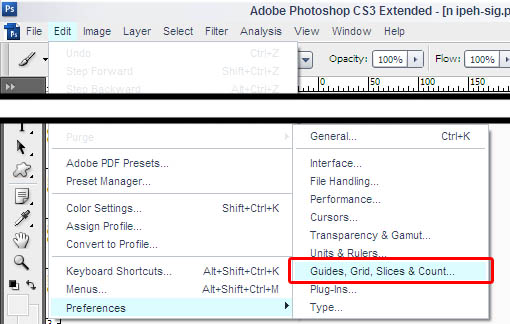 Adobe Photoshop CS3 Extended - [n ipeh-sig.p
Ps File Edit Image Layer Select Filter Analysis View Window Help
Opacity: 100% Flow: 100%
Undo Ctrl+Z
Step Forward Shift+Ctrl+Z
Step Backward Alt+Ctrl+Z
0 50 100 150
Purge
Adobe PDF Presets...
Preset Manager...
Color Settings... Shift+Ctrl+K
Assign Profile...
Convert to Profile...
Keyboard Shortcuts... Alt+Shift+Ctrl+K
Menus... Alt+Shift+Ctrl+M
Preferences
General... Ctrl+K
Interface...
File Handling...
Performance...
Cursors...
Transparency & Gamut...
Units & Rulers...
Guides, Grid, Slices & Count...
Plug-Ins...
Type...